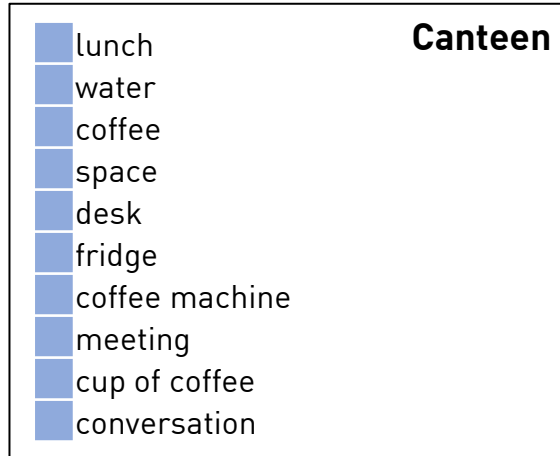 Canteen
lunch
water
coffee
space
desk
fridge
coffee machine
meeting
cup of coffee
conversation